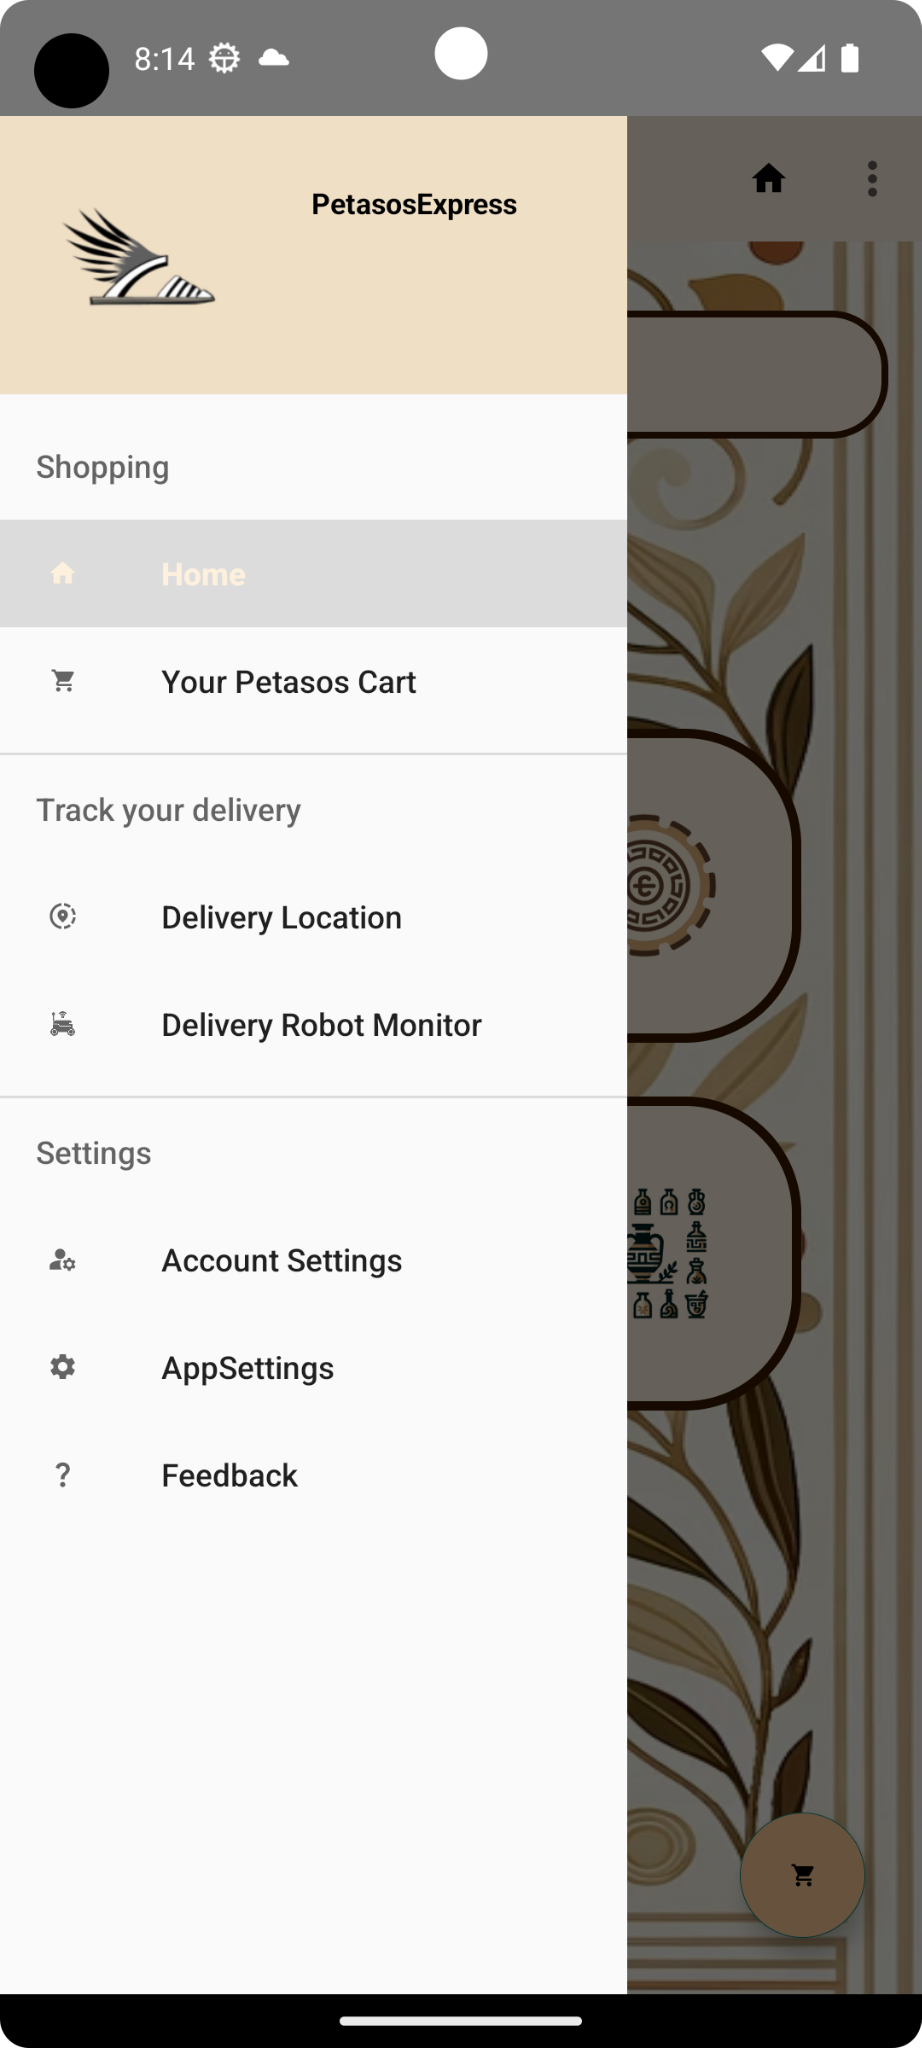 8:14
PetasosExpress
Shopping
Home
Your Petasos Cart
Track your delivery
Delivery Location
Delivery Robot Monitor
Settings
Account Settings
AppSettings
Feedback